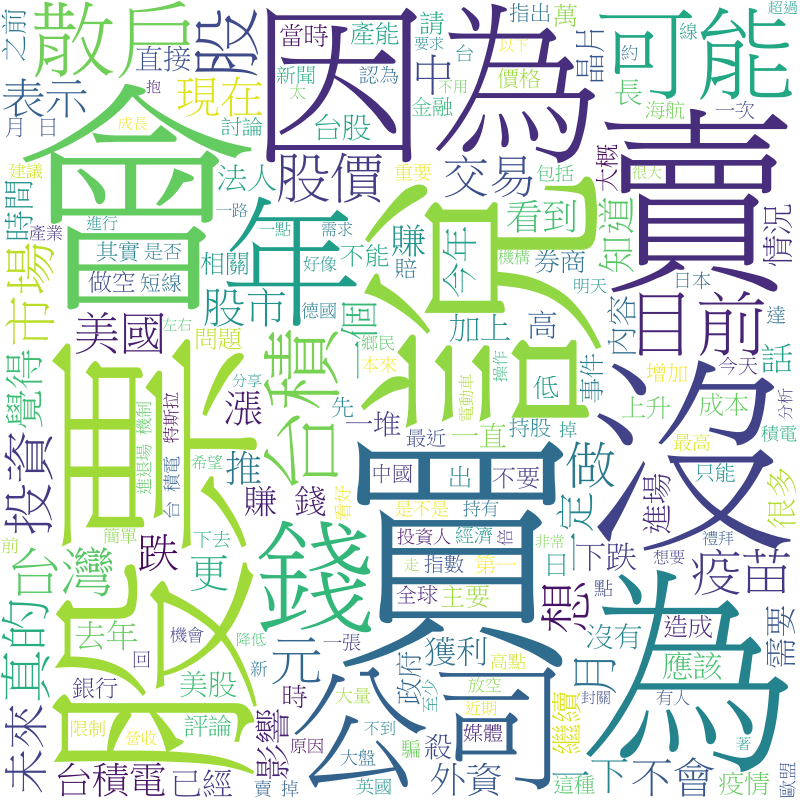 之前
散戶
直接
股
因為
當時
產能
請
指出
萬
超過
要求
台
以下
約
線
可能
新聞
太
認為
中
價格
晶片
長
海航
一次
表示
抱
現在
討論
台股
金融
不用
月
日
成長
會
為
賣
建議
時間
進行
一路
法人
股價
重要
交易
包括
大概
很大
產業
年
一點
需求
不能
賺
賠
今年
看到
知道
情況
市場
其實
是否
相關
好像
機構
券商
明天
日本
做空
短線
股市
德國
個
說
加上
高
內容
目前
達
美國
問題
左右
鄉民
本來
操作
低
事件
增加
今天
話
覺得
股票
台積
一
電動車
沒
漲
先
一堆
最近
一直
持股
掉
上升
成本
分析
投資
進退場
機制
特斯拉
分享
買
做
最高
積電
台
積電
希望
推
中國
出
不要
一定
進場
只能
很多
前
簡單
下去
賺
錢
看好
是不是
持有
台灣
跌
更
錢
投資人
經濟
倍
非常
禮拜
走
指數
第一
日
下跌
想要
疫苗
真的
去年
機會
降低
一張
全球
主要
想
點
回
元
公司
獲利
月
沒有
造成
需要
未來
銀行
美股
新
時
高點
政府
至少
放空
應該
限制
評論
影響
大量
不到
近期
繼續
封關
有人
營收
原因
大盤
騙
殺
媒體
著
台積電
已經
賣
掉
英國
外資
這種
下
不會
疫情
歐盟